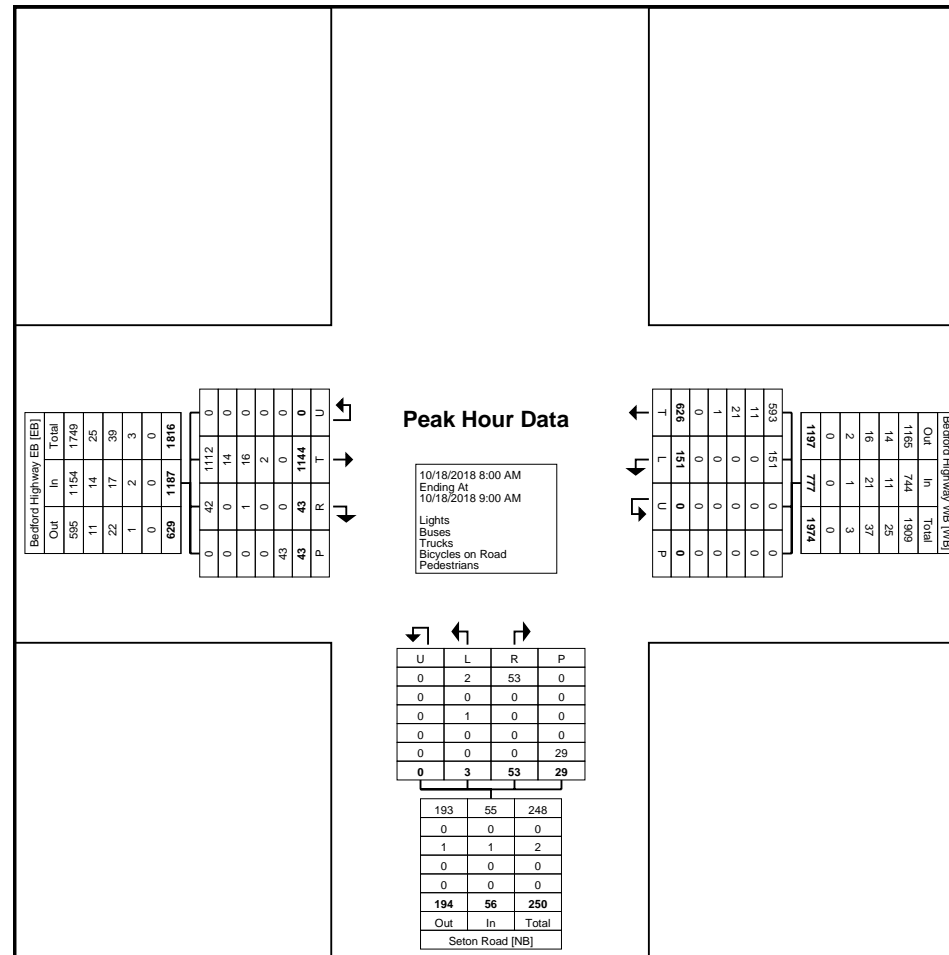 Peak Hour Data
10/18/2018 8:00 AM
Ending At
10/18/2018 9:00 AM
Lights
Buses
Trucks
Bicycles on Road
Pedestrians
Bedford Highway EB [EB]
Out In Total
595 1154 1749
11 14 25
22 17 39
1 2 3
0 0 0
629 1187 1816
0 42 1112 0
0 0 14 0
0 1 16 0
0 0 2 0
43 0 0 0
43 43 1144 0
P R T U
Bedford Highway WB [WB]
Out In Total
1165 744 1909
14 11 25
16 21 37
2 1 3
0 0 0
1197 777 1974
593 151 0 0
11 0 0 0
21 0 0 0
1 0 0 0
0 0 0 0
626 151 0 0
T L U P
U L R P
0 2 53 0
0 0 0 0
0 1 0 0
0 0 0 0
0 0 0 29
0 3 53 29
193 55 248
0 0 0
1 1 2
0 0 0
0 0 0
194 56 250
Out In Total
Seton Road [NB]